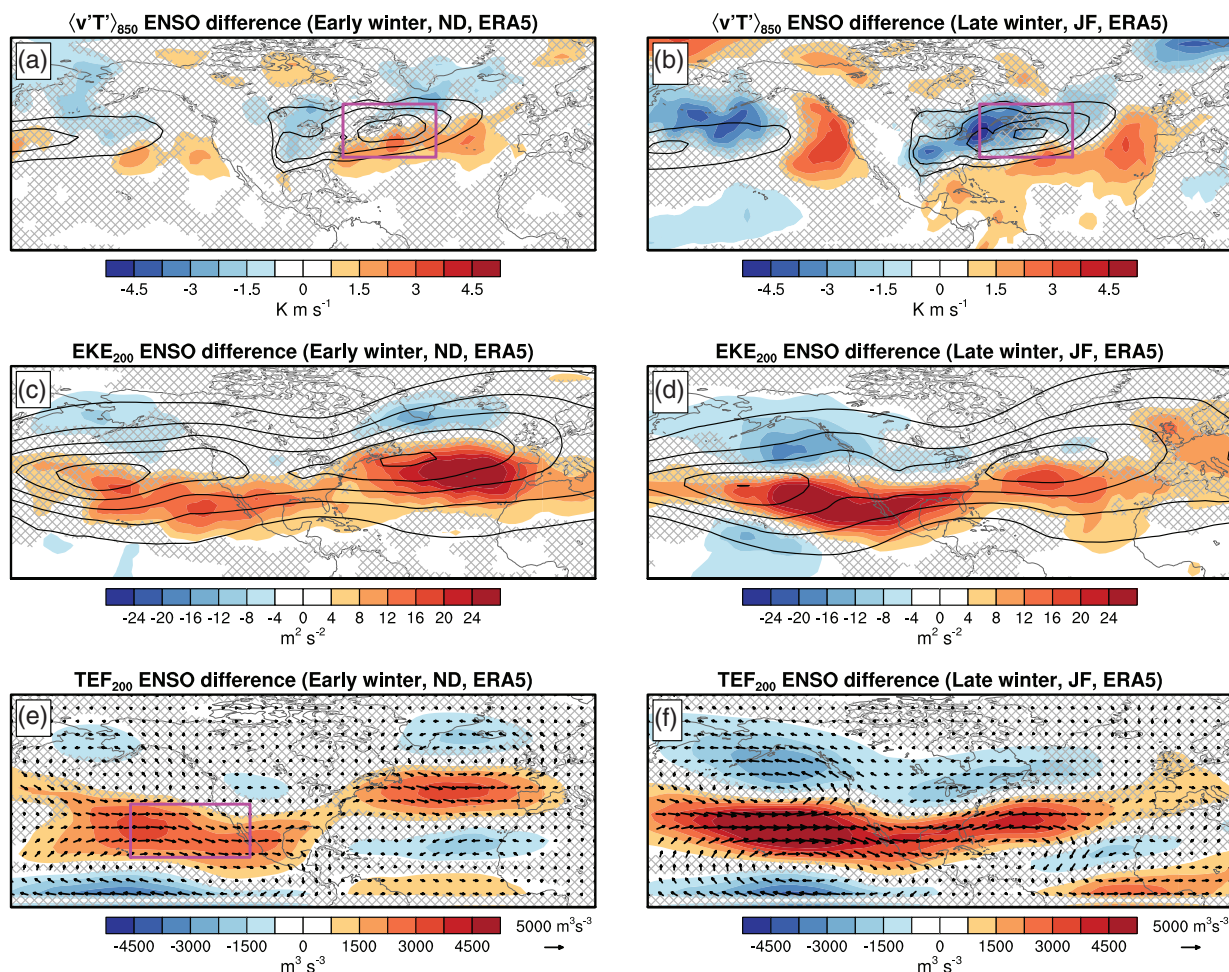 ⟨v'T'⟩850 ENSO difference (Early winter, ND, ERA5)
(a)
-4.5 -3 -1.5 0 1.5 3 4.5
K m s-1
⟨v'T'⟩850 ENSO difference (Late winter, JF, ERA5)
(b)
-4.5 -3 -1.5 0 1.5 3 4.5
K m s-1
EKE200 ENSO difference (Early winter, ND, ERA5)
(c)
-24 -20 -16 -12 -8 -4 0 4 8 12 16 20 24
m2 s-2
EKE200 ENSO difference (Late winter, JF, ERA5)
(d)
-24 -20 -16 -12 -8 -4 0 4 8 12 16 20 24
m2 s-2
TEF200 ENSO difference (Early winter, ND, ERA5)
(e)
-4500 -3000 -1500 0 1500 3000 4500
5000 m3s-3
m3 s-3
TEF200 ENSO difference (Late winter, JF, ERA5)
(f)
-4500 -3000 -1500 0 1500 3000 4500
5000 m3s-3
m3 s-3